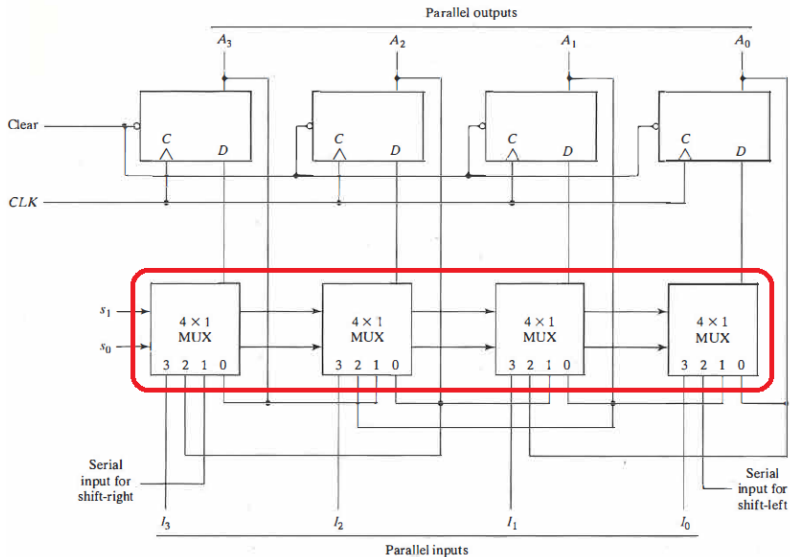 Parallel outputs
A₃ A₂ A₁ A₀
Clear
C D C D C D C D
CLK
s₁
s₀
4 × 1 4 × 1 4 × 1 4 × 1
MUX MUX MUX MUX
3 2 1 0 3 2 1 0 3 2 1 0 3 2 1 0
Serial
input for
shift-right
Serial
input for
shift-left
I₃ I₂ I₁ I₀
Parallel inputs